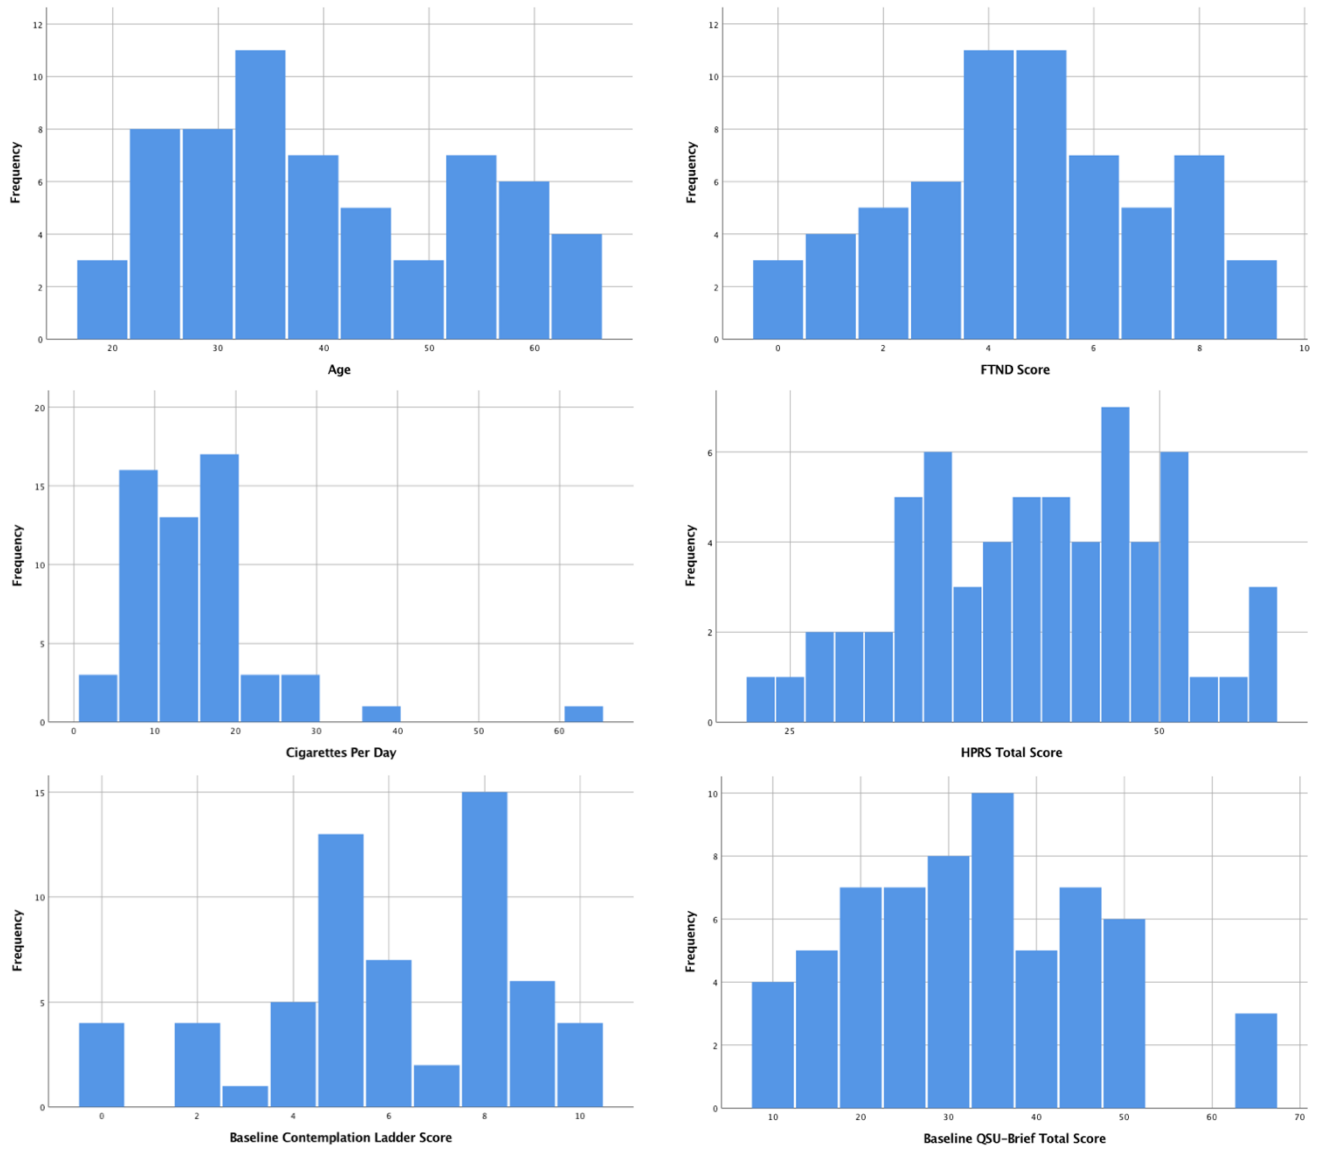 12
10
8
6
4
2
0
Frequency
20 30 40 50 60
Age
12
10
8
6
4
2
0
Frequency
0 2 4 6 8 10
FTND Score
20
15
10
5
0
Frequency
0 10 20 30 40 50 60
Cigarettes Per Day
6
4
2
0
Frequency
25 50
HPRS Total Score
15
10
5
0
Frequency
0 2 4 6 8 10
Baseline Contemplation Ladder Score
10
8
6
4
2
0
Frequency
10 20 30 40 50 60 70
Baseline QSU-Brief Total Score